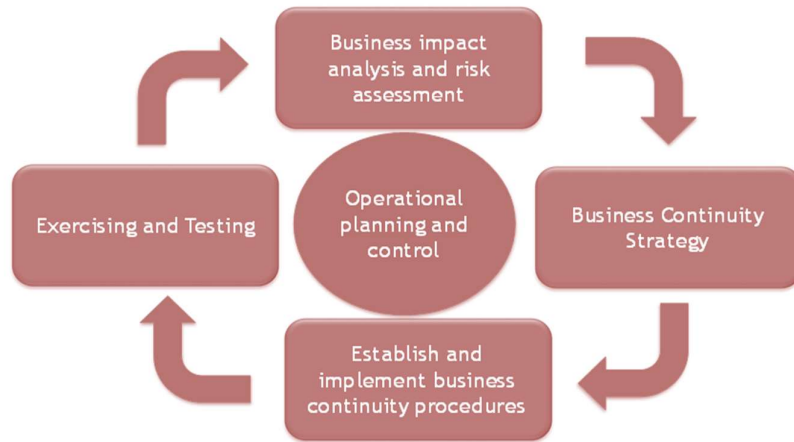 Business impact
analysis and risk
assessment
Exercising and Testing
Operational
planning and
control
Business Continuity
Strategy
Establish and
implement business
continuity procedures